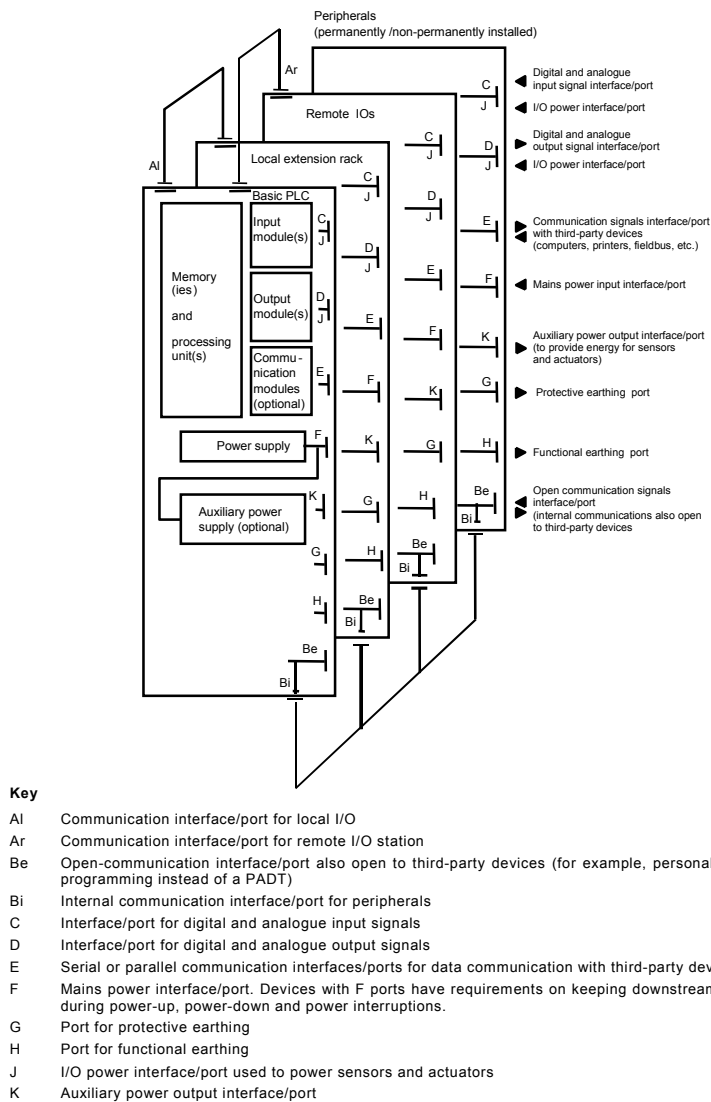 Peripherals
(permanently /non-permanently installed)
Ar
C
J
Digital and analogue
input signal interface/port
I/O power interface/port
Remote IOs
C
J
D
J
Digital and analogue
output signal interface/port
I/O power interface/port
Al
Local extension rack
C
J
D
J
E
Communication signals interface/port
with third-party devices
(computers, printers, fieldbus, etc.)
Basic PLC
Input
module(s)
C
J
D
J
E
F
Mains power input interface/port
Memory
(ies)
and
processing
unit(s)
Output
module(s)
D
J
E
F
K
Auxiliary power output interface/port
(to provide energy for sensors
and actuators)
Commu-
nication
modules
(optional)
E
F
K
G
Protective earthing port
Power supply
F
K
G
H
Functional earthing port
Auxiliary power
supply (optional)
K
G
H
Be
Bi
Open communication signals
interface/port
(internal communications also open
to third-party devices
G
H
Be
Bi
H
Be
Bi
Be
Bi
Key
Al Communication interface/port for local I/O
Ar Communication interface/port for remote I/O station
Be Open-communication interface/port also open to third-party devices (for example, personal
programming instead of a PADT)
Bi Internal communication interface/port for peripherals
C Interface/port for digital and analogue input signals
D Interface/port for digital and analogue output signals
E Serial or parallel communication interfaces/ports for data communication with third-party dev
F Mains power interface/port. Devices with F ports have requirements on keeping downstream
during power-up, power-down and power interruptions.
G Port for protective earthing
H Port for functional earthing
J I/O power interface/port used to power sensors and actuators
K Auxiliary power output interface/port